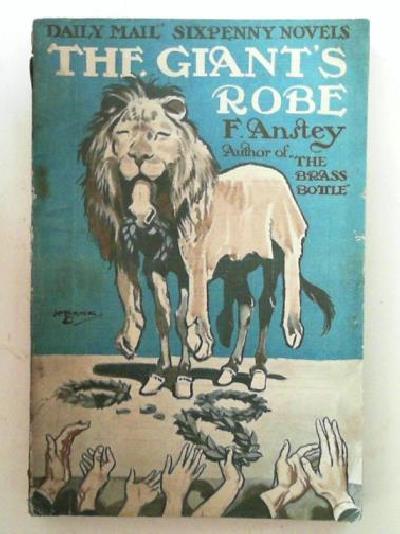 "DAILY MAIL" SIXPENNY NOVELS
THE GIANT'S
ROBE
F. Anstey
Author of
"THE
BRASS
BOTTLE"